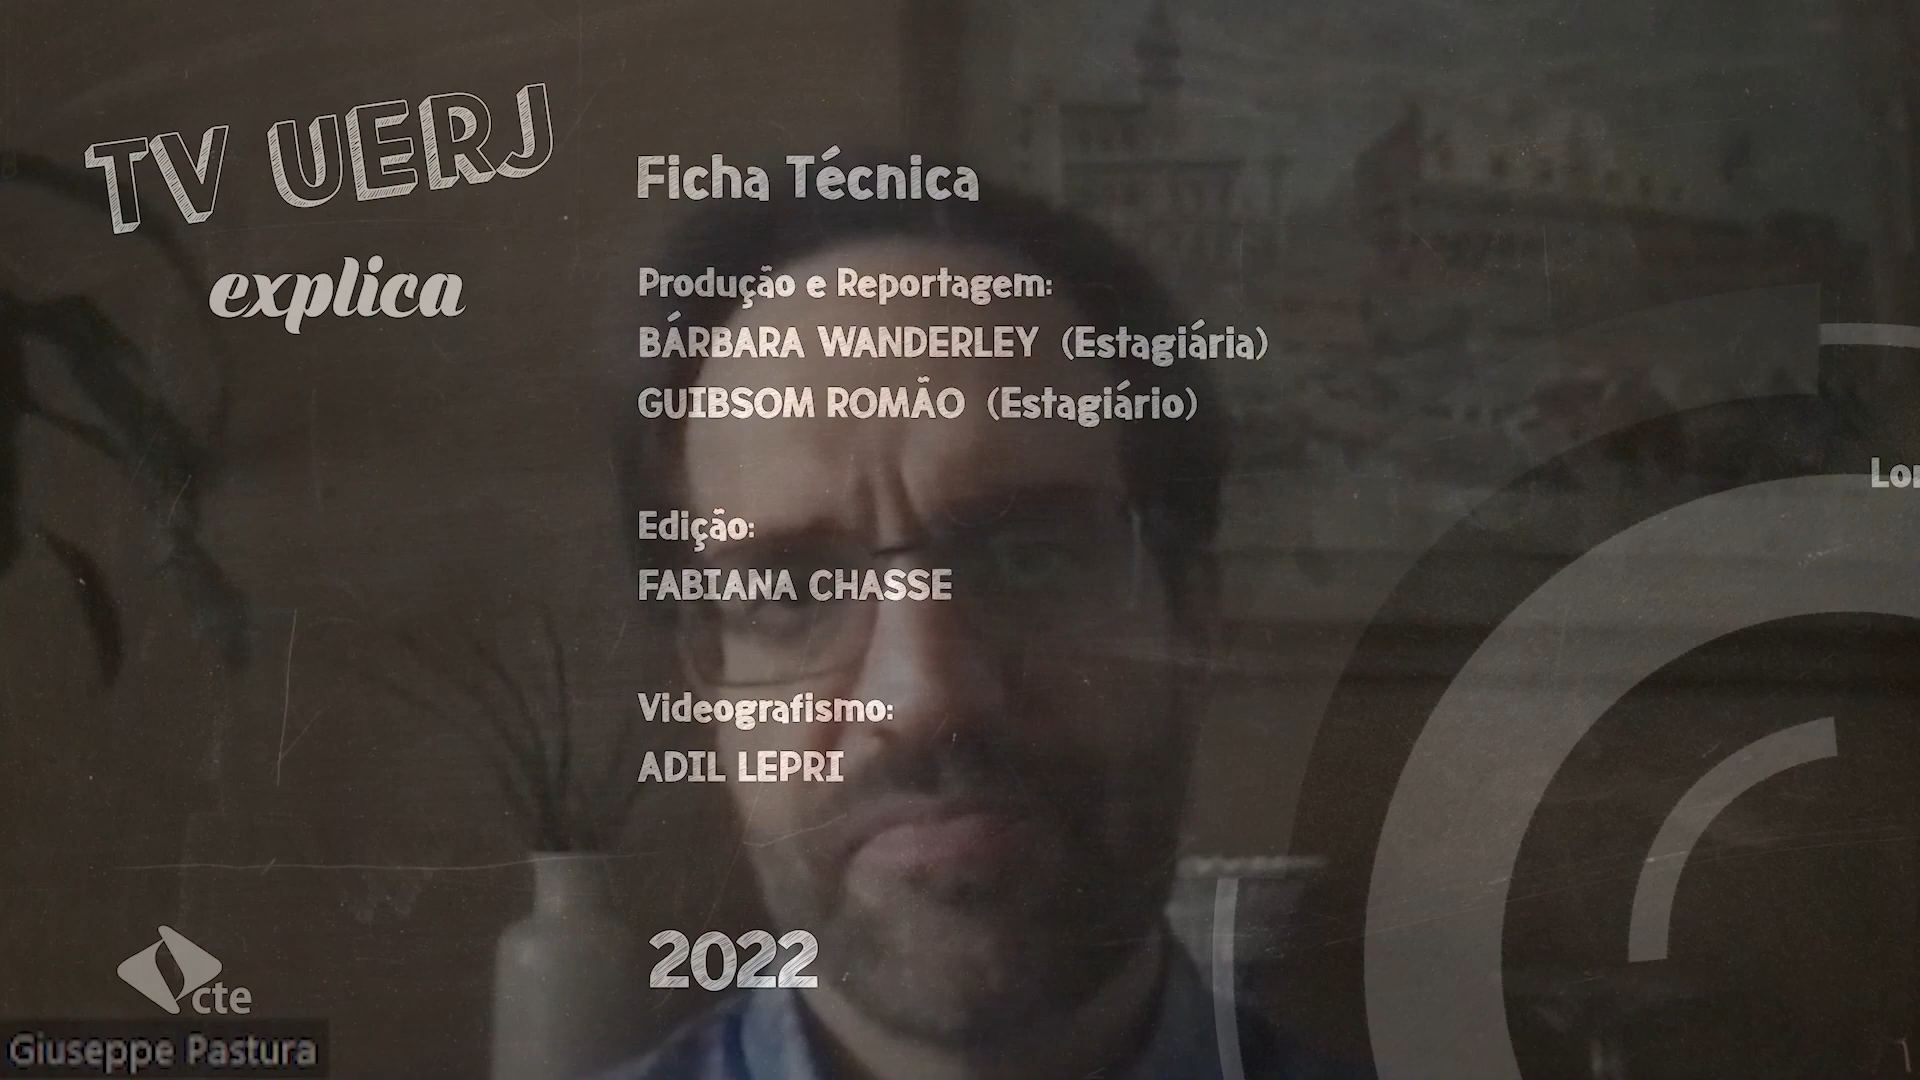 TV UERJ
explica
Ficha Técnica
Produção e Reportagem:
BÁRBARA WANDERLEY (Estagiária)
GUIBSOM ROMÃO (Estagiário)
Edição:
FABIANA CHASSE
Videografismo:
ADIL LEPRI
2022
cte
Giuseppe Pastura